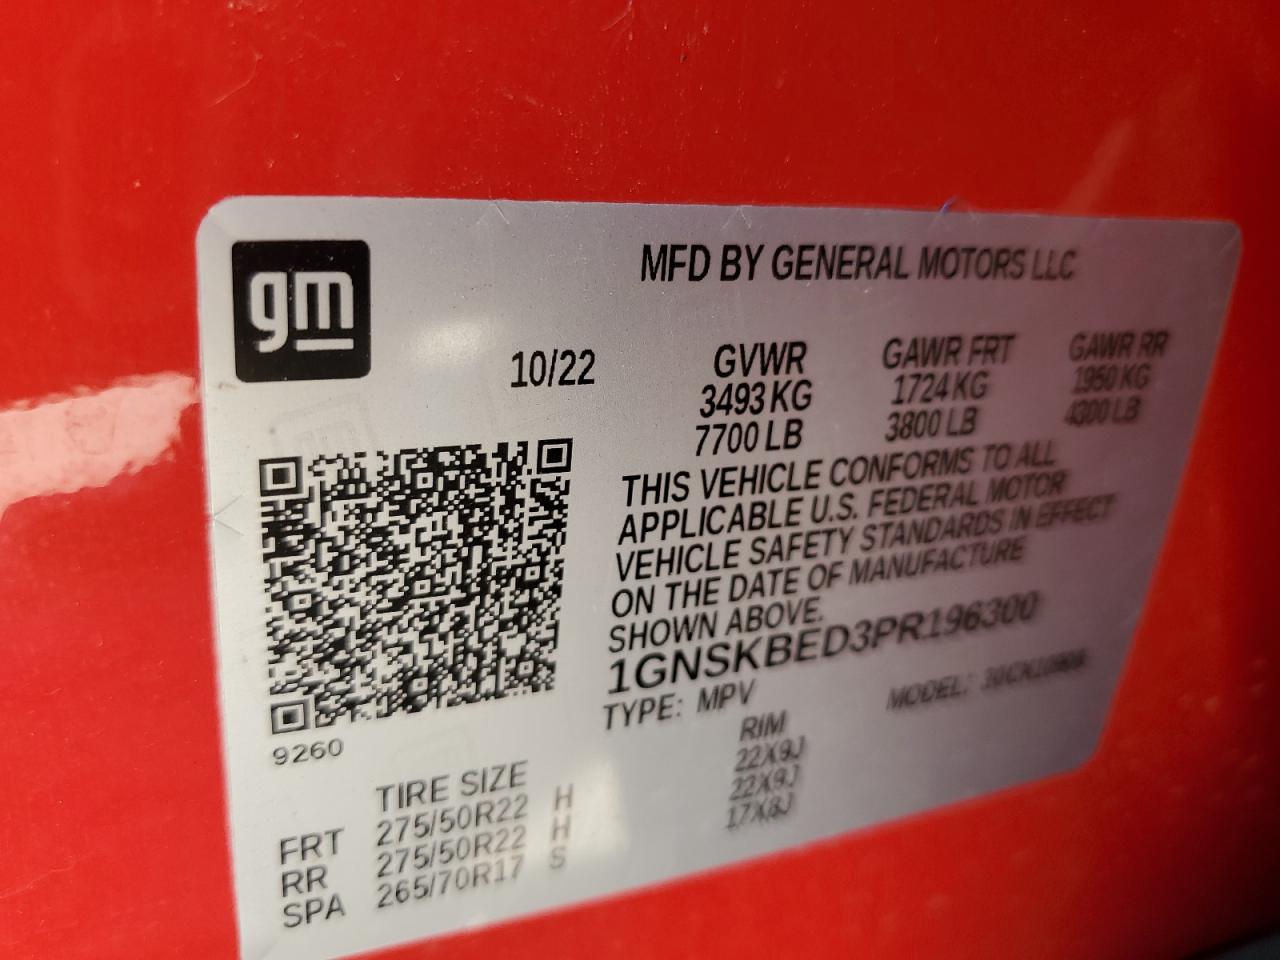 gm
MFD BY GENERAL MOTORS LLC
10/22 GVWR GAWR FRT GAWR RR
3493 KG 1724 KG 1950 KG
7700 LB 3800 LB 4300 LB
THIS VEHICLE CONFORMS TO ALL
APPLICABLE U.S. FEDERAL MOTOR
VEHICLE SAFETY STANDARDS IN EFFECT
ON THE DATE OF MANUFACTURE
SHOWN ABOVE.
1GNSKBED3PR196300
TYPE: MPV MODEL:
9260
TIRE SIZE RIM
FRT 275/50R22 H 22X9J
RR 275/50R22 H 22X9J
SPA 265/70R17 S 17X8J